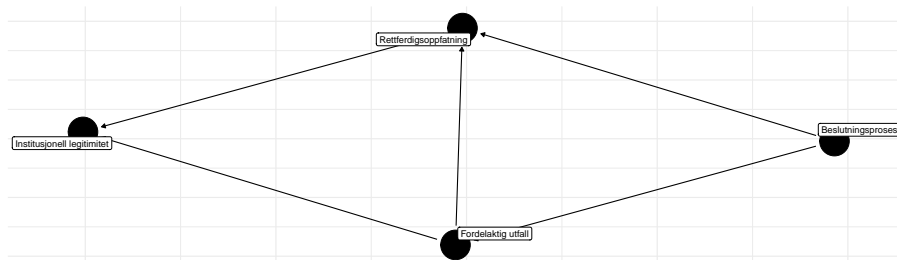 Rettferdigsoppfatning
Beslutningsproses
Institusjonell legitimitet
Fordelaktig utfall